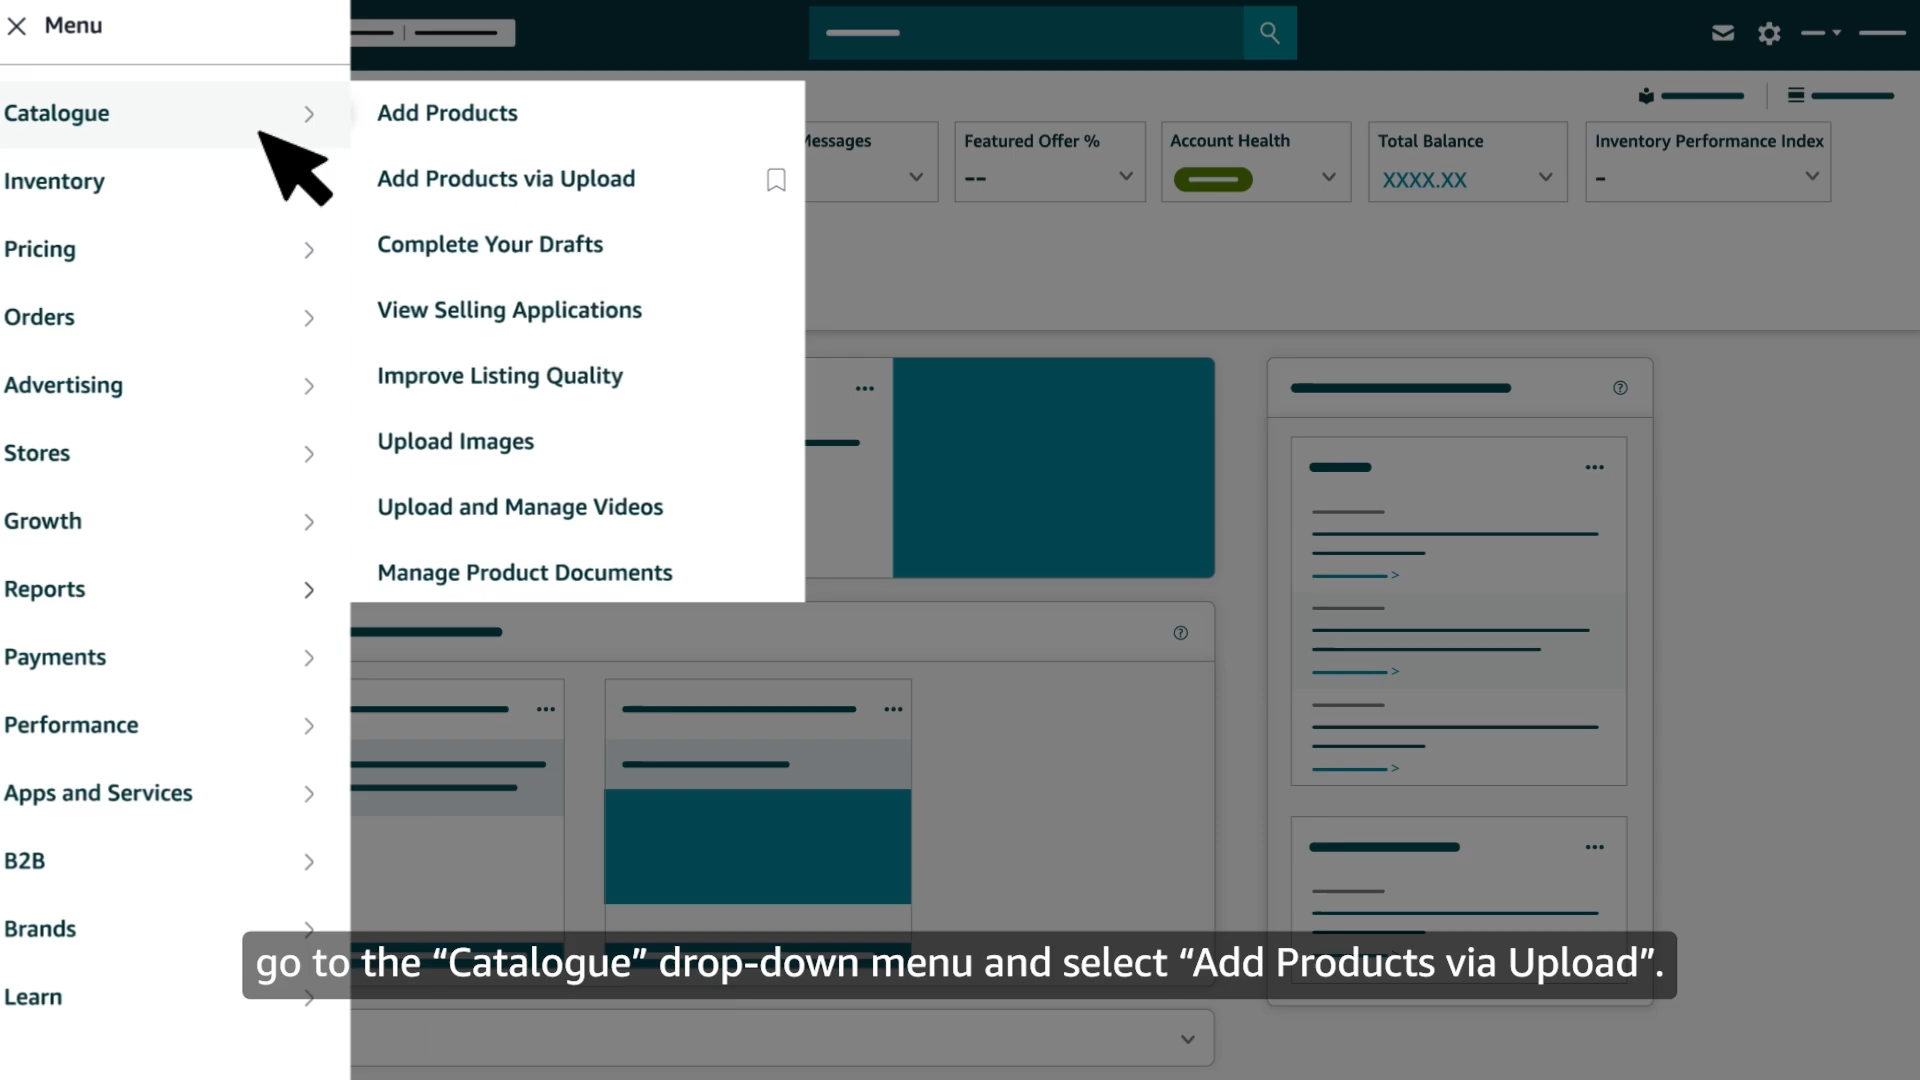 Menu
Catalogue
Inventory
Pricing
Orders
Advertising
Stores
Growth
Reports
Payments
Performance
Apps and Services
B2B
Brands
Learn
Add Products
Add Products via Upload
Complete Your Drafts
View Selling Applications
Improve Listing Quality
Upload Images
Upload and Manage Videos
Manage Product Documents
Messages
Featured Offer %
--
Account Health
Total Balance
XXXX.XX
Inventory Performance Index
-
go to the “Catalogue” drop-down menu and select “Add Products via Upload”.